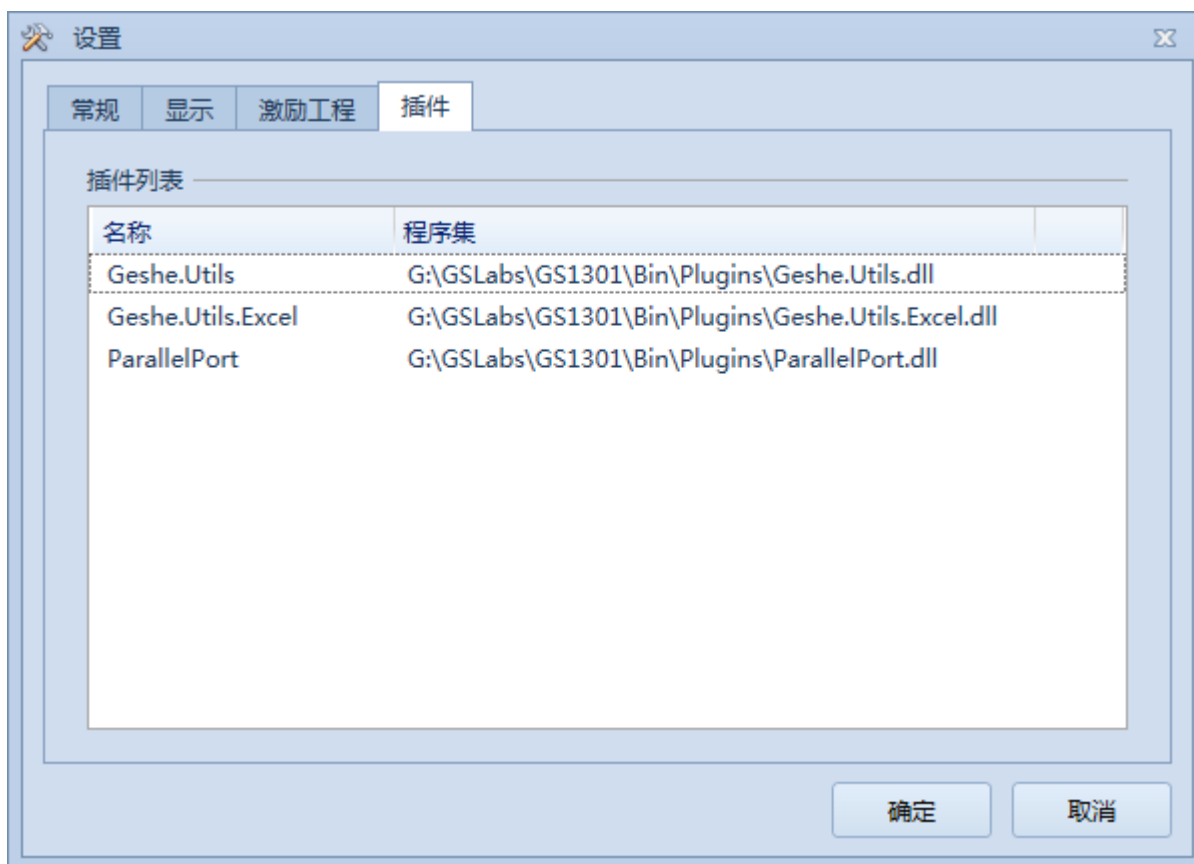 设置
常规 显示 激励工程 插件
插件列表
名称 程序集
Geshe.Utils G:\GSLabs\GS1301\Bin\Plugins\Geshe.Utils.dll
Geshe.Utils.Excel G:\GSLabs\GS1301\Bin\Plugins\Geshe.Utils.Excel.dll
ParallelPort G:\GSLabs\GS1301\Bin\Plugins\ParallelPort.dll
确定 取消